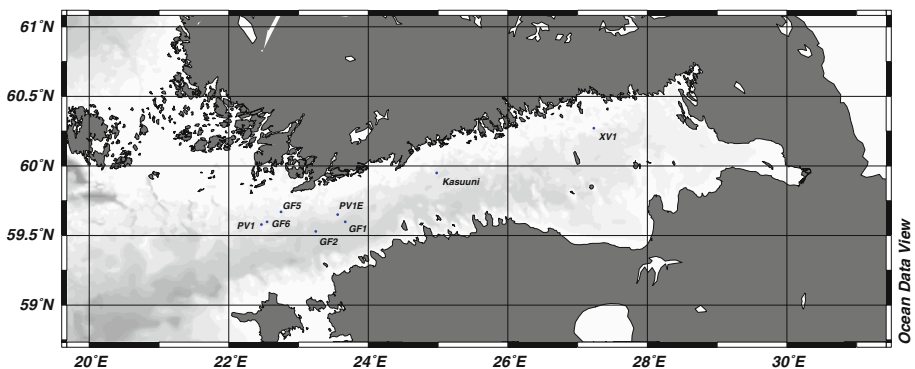 61˚N
60.5˚N
60˚N
59.5˚N
59˚N
XV1
Kasuuni
GF5
PV1E
PV1
GF6
GF1
GF2
20˚E
22˚E
24˚E
26˚E
28˚E
30˚E
Ocean Data View